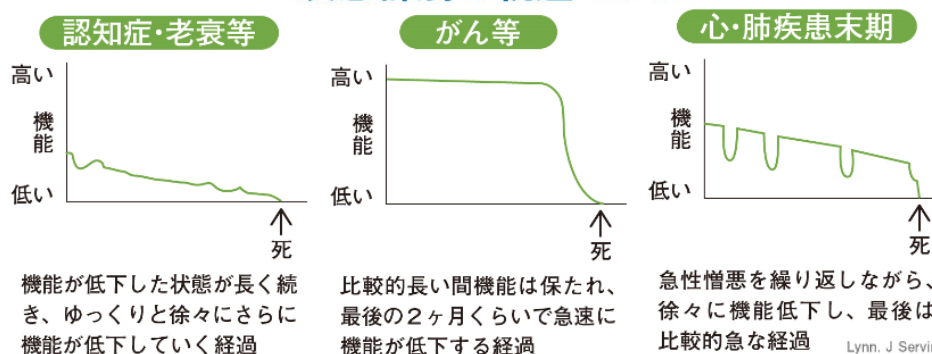 認知症・老衰等
高い
機能
低い
死
機能が低下した状態が長く続
き、ゆっくりと徐々にさらに
機能が低下していく経過
がん等
高い
機能
低い
死
比較的長い間機能は保たれ、
最後の2ヶ月くらいで急速に
機能が低下する経過
心・肺疾患末期
高い
機能
低い
死
急性憎悪を繰り返しながら、
徐々に機能低下し、最後は
比較的急な経過
Lynn. J Servin